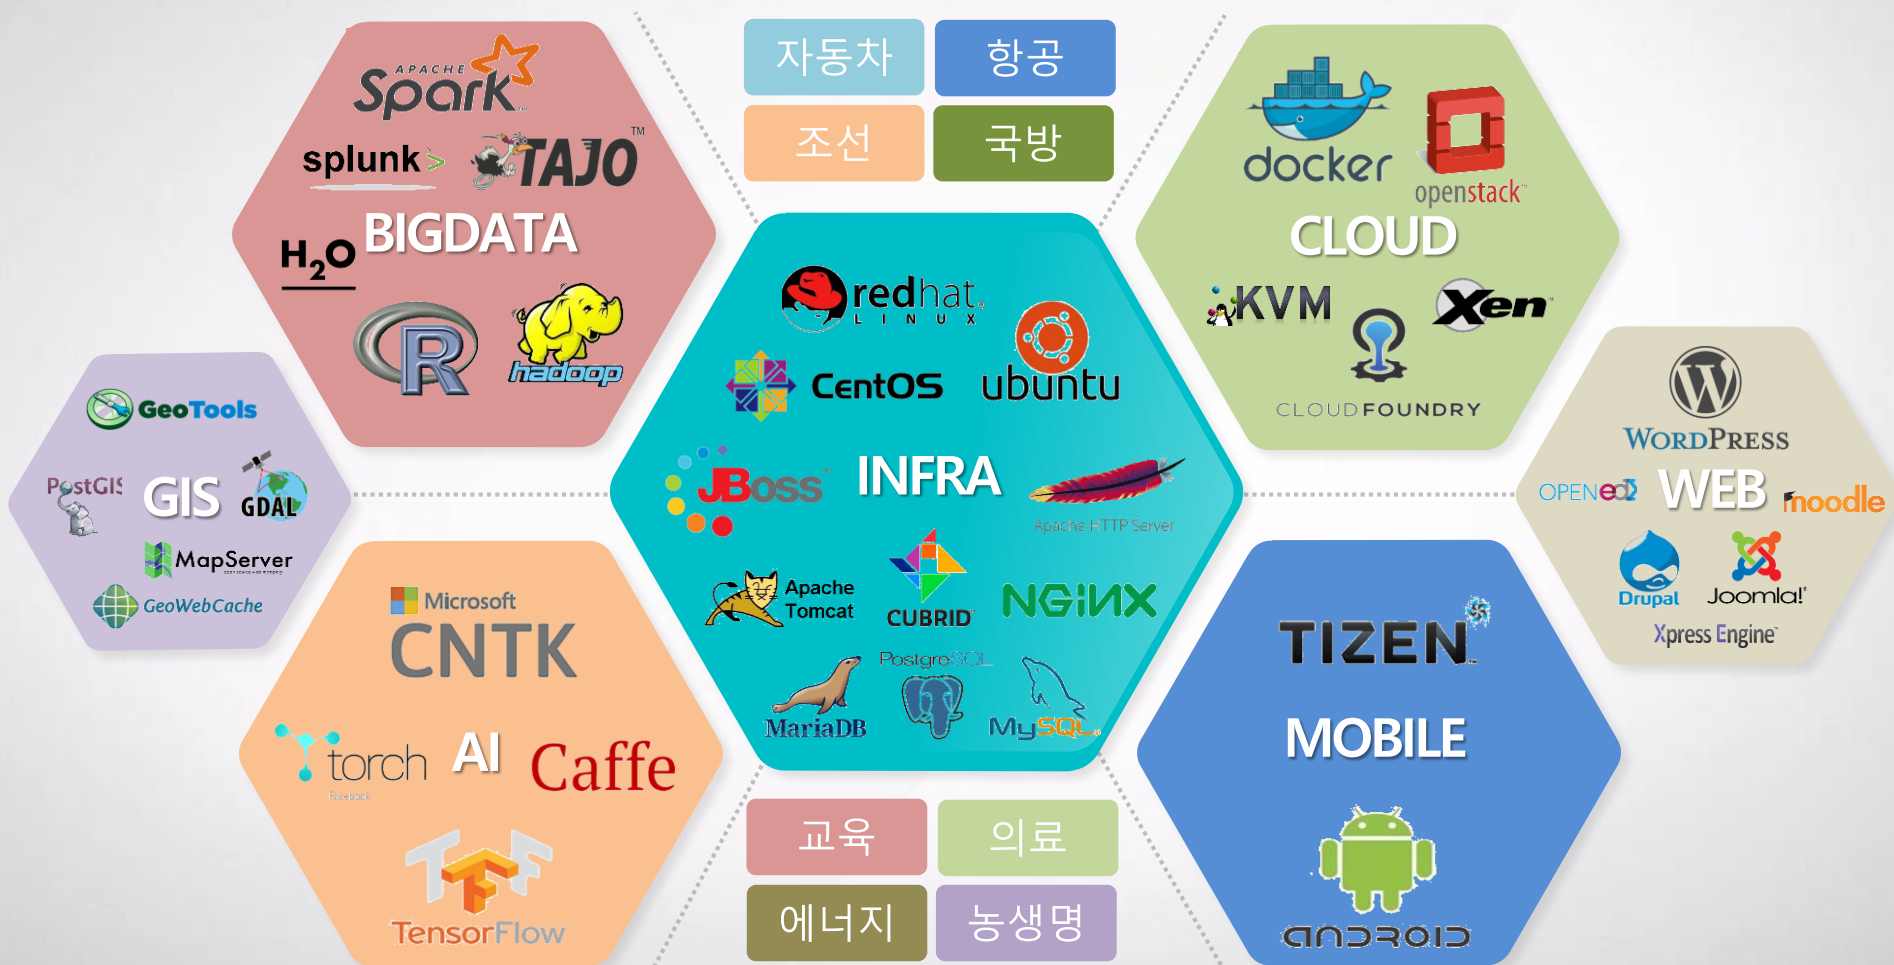 자동차
항공
조선
국방
APACHE
Spark
splunk>
TAJO™
BIGDATA
H2O
R
hadoop
docker
openstack™
CLOUD
KVM
Xen
CLOUDFOUNDRY
redhat
LINUX
CentOS
ubuntu
JBoss
INFRA
Apache HTTP Server
Apache
Tomcat
CUBRID
NGiNX
MariaDB
PostgreSQL
MySQL
GeoTools
PostGIS
GIS
GDAL
MapServer
GeoWebCache
WORDPRESS
OPENedX
WEB
moodle
Drupal
Joomla!
Xpress Engine
Microsoft
CNTK
torch
Facebook
AI
Caffe
TensorFlow
TIZEN
MOBILE
ANDROID
교육
의료
에너지
농생명